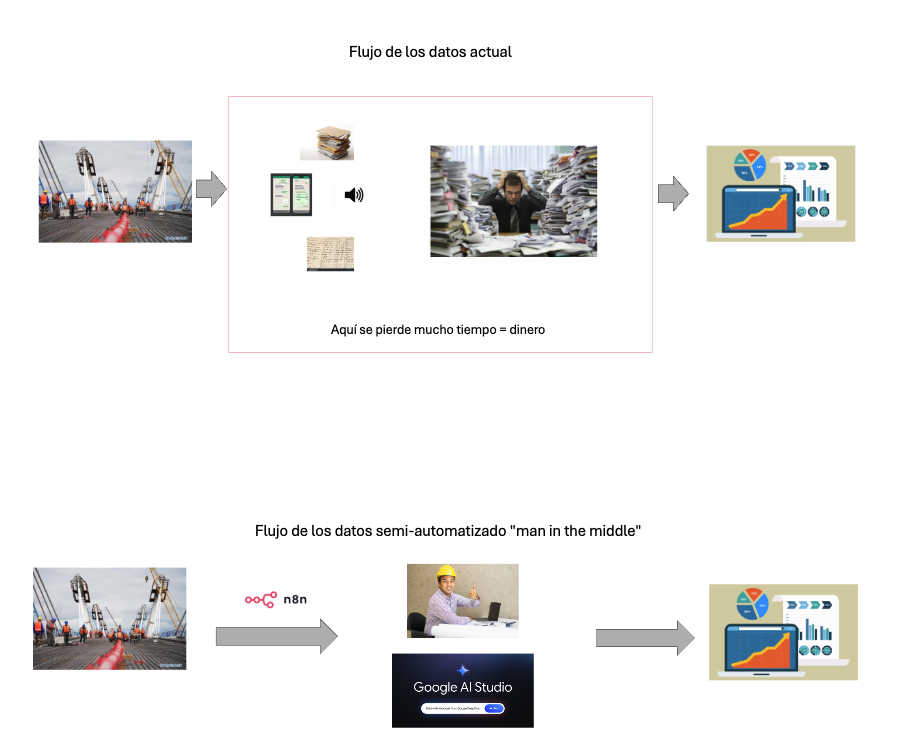 Flujo de los datos actual
Aquí se pierde mucho tiempo = dinero
Flujo de los datos semi-automatizado "man in the middle"
n8n
Google AI Studio